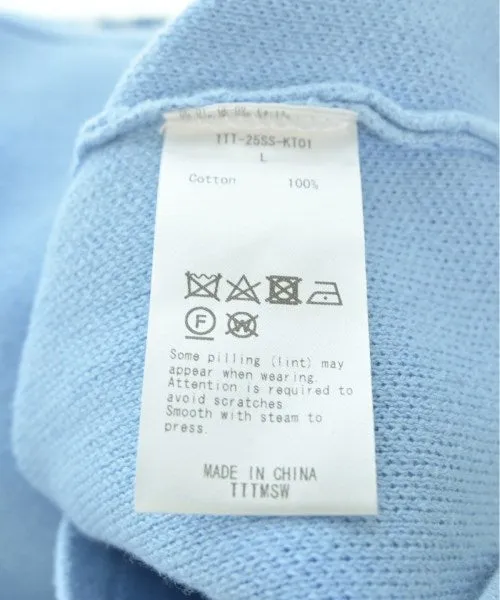 TTT-25SS-KT01
L
Cotton 100%
F
W
Some pilling (lint) may
appear when wearing.
Attention is required to
avoid scratches
Smooth with steam to
press.
MADE IN CHINA
TTTMSW